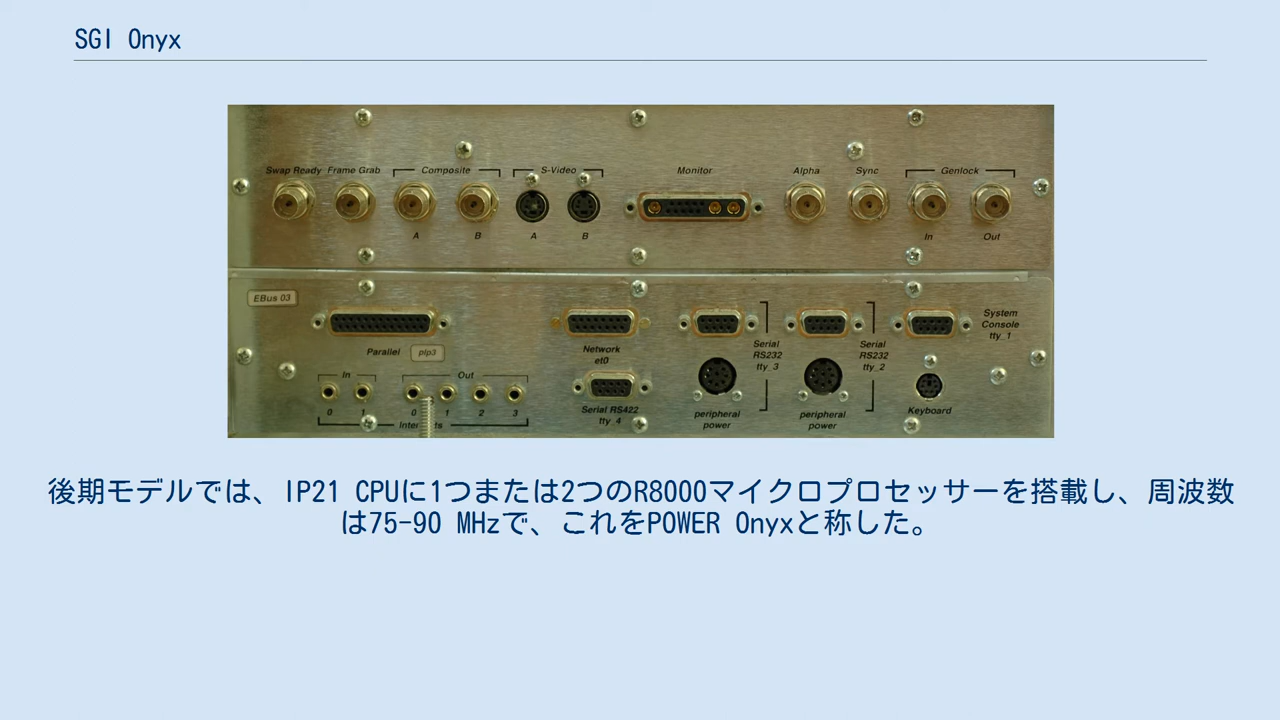 SGI Onyx
Swap Ready Frame Grab Composite S-Video Monitor Alpha Sync Genlock
A B A B In Out
EBus 03
System
Console
tty_1
Parallel plp3
Network
et0
Serial
RS232
tty_3
Serial
RS232
tty_2
In Out
0 1 0 1 2 3
Serial RS422
tty_4
peripheral
power
peripheral
power
Keyboard
後期モデルでは、IP21 CPUに1つまたは2つのR8000マイクロプロセッサーを搭載し、周波数
は75-90 MHzで、これをPOWER Onyxと称した。